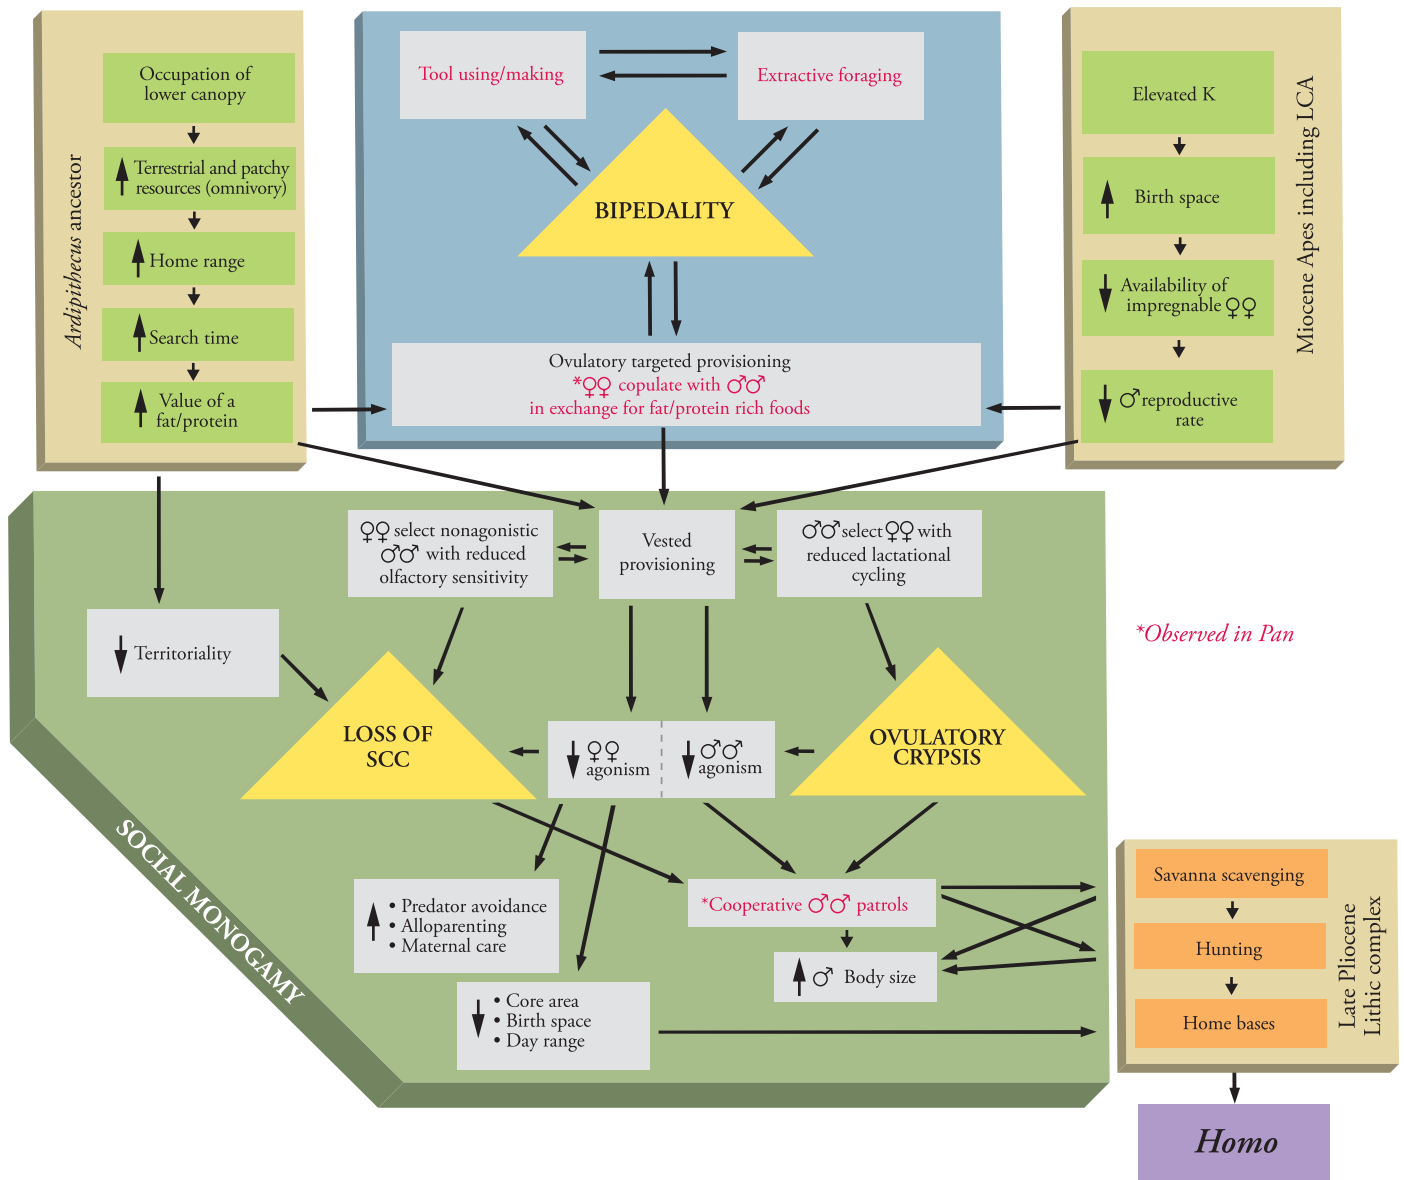 Ardipithecus ancestor
Occupation of
lower canopy
Terrestrial and patchy
resources (omnivory)
Home range
Search time
Value of a
fat/protein
Tool using/making
Extractive foraging
BIPEDALITY
Ovulatory targeted provisioning
*♀♀ copulate with ♂♂
in exchange for fat/protein rich foods
Elevated K
Birth space
Availability of
impregnable ♀♀
♂ reproductive
rate
Miocene Apes including LCA
♀♀ select nonagonistic
♂♂ with reduced
olfactory sensitivity
Vested
provisioning
♂♂ select ♀♀ with
reduced lactational
cycling
Territoriality
*Observed in Pan
LOSS OF
SCC
♀♀
agonism
♂♂
agonism
OVULATORY
CRYPSIS
SOCIAL MONOGAMY
• Predator avoidance
• Alloparenting
• Maternal care
*Cooperative ♂♂ patrols
♂ Body size
• Core area
• Birth space
• Day range
Savanna scavenging
Hunting
Home bases
Late Pliocene
Lithic complex
Homo